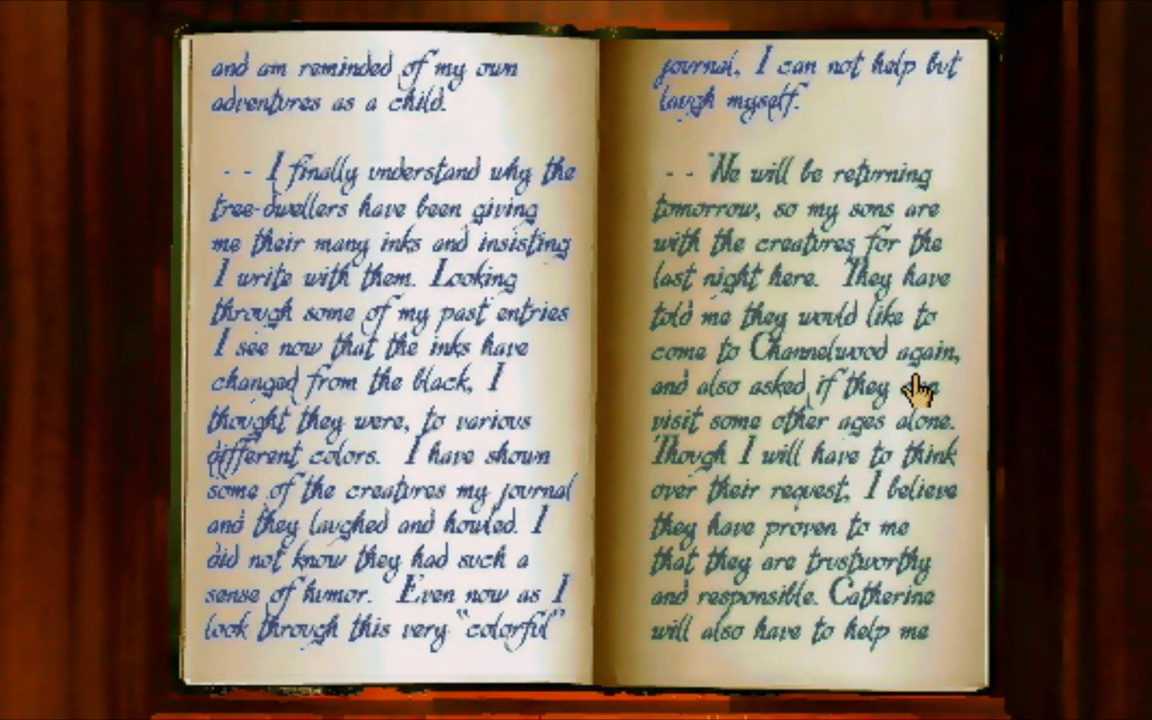 and am reminded of my own
adventures as a child.
-- I finally understand why the
tree-dwellers have been giving
me their many inks and insisting
I write with them. Looking
through some of my past entries
I see now that the inks have
changed from the black, I
thought they were, to various
different colors. I have shown
some of the creatures my journal
and they laughed and howled. I
did not know they had such a
sense of humor. Even now as I
look through this very "colorful"
journal, I can not help but
laugh myself.
-- We will be returning
tomorrow, so my sons are
with the creatures for the
last night here. They have
told me they would like to
come to Channelwood again,
and also asked if they
visit some other ages alone.
Though I will have to think
over their request, I believe
they have proven to me
that they are trustworthy
and responsible. Catherine
will also have to help me